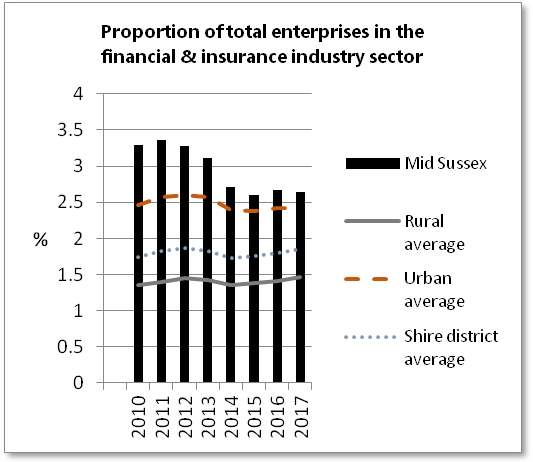 Proportion of total enterprises in the
financial & insurance industry sector
4
3.5
3
2.5
2
1.5
1
0.5
0
%
2010
2011
2012
2013
2014
2015
2016
2017
Mid Sussex
Rural
average
Urban
average
Shire district
average